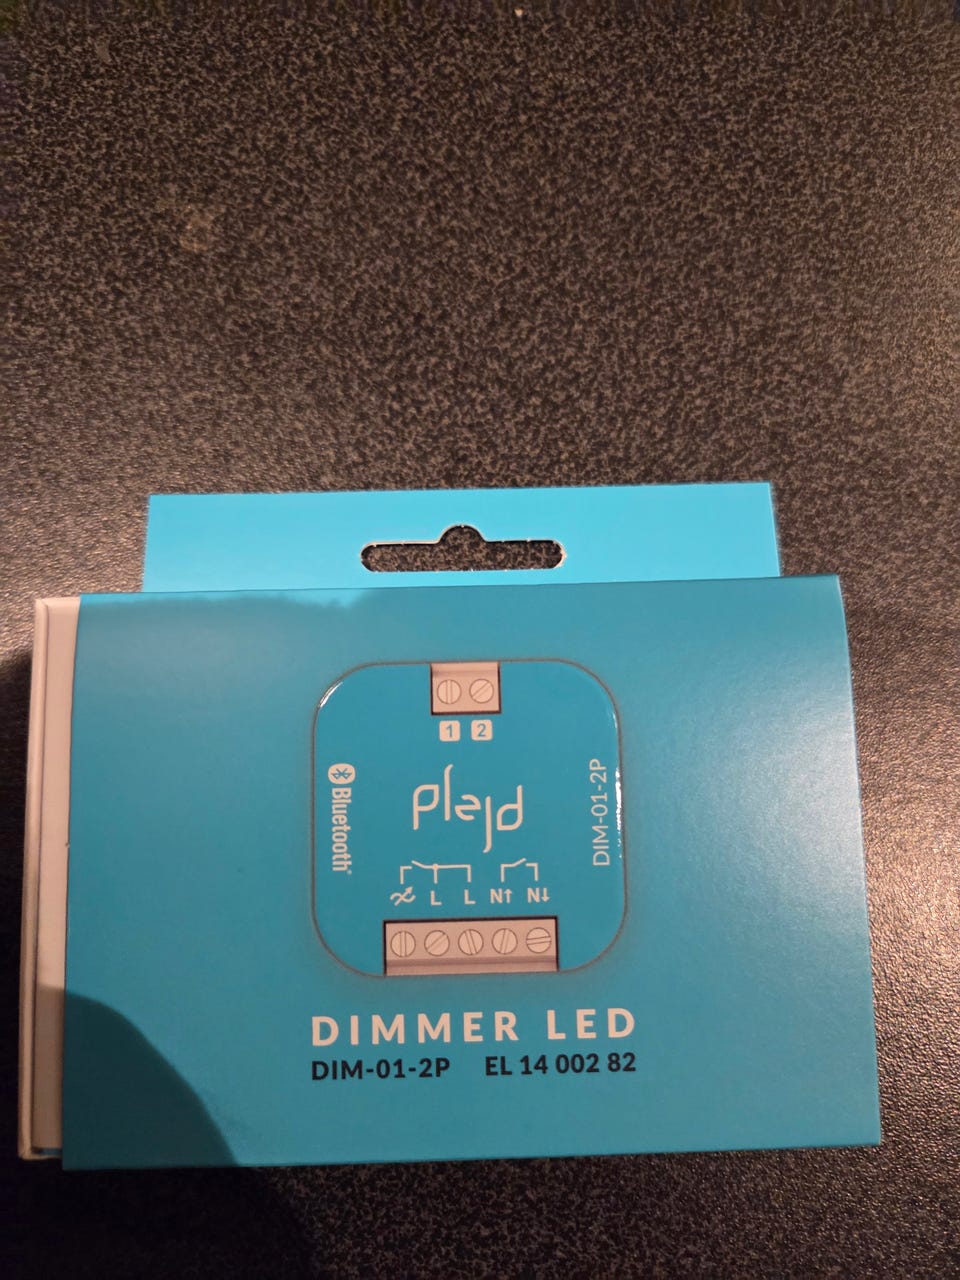 1 2
Bluetooth®
plejd
DIM-01-2P
L L N↑ N↓
DIMMER LED
DIM-01-2P EL 14 002 82